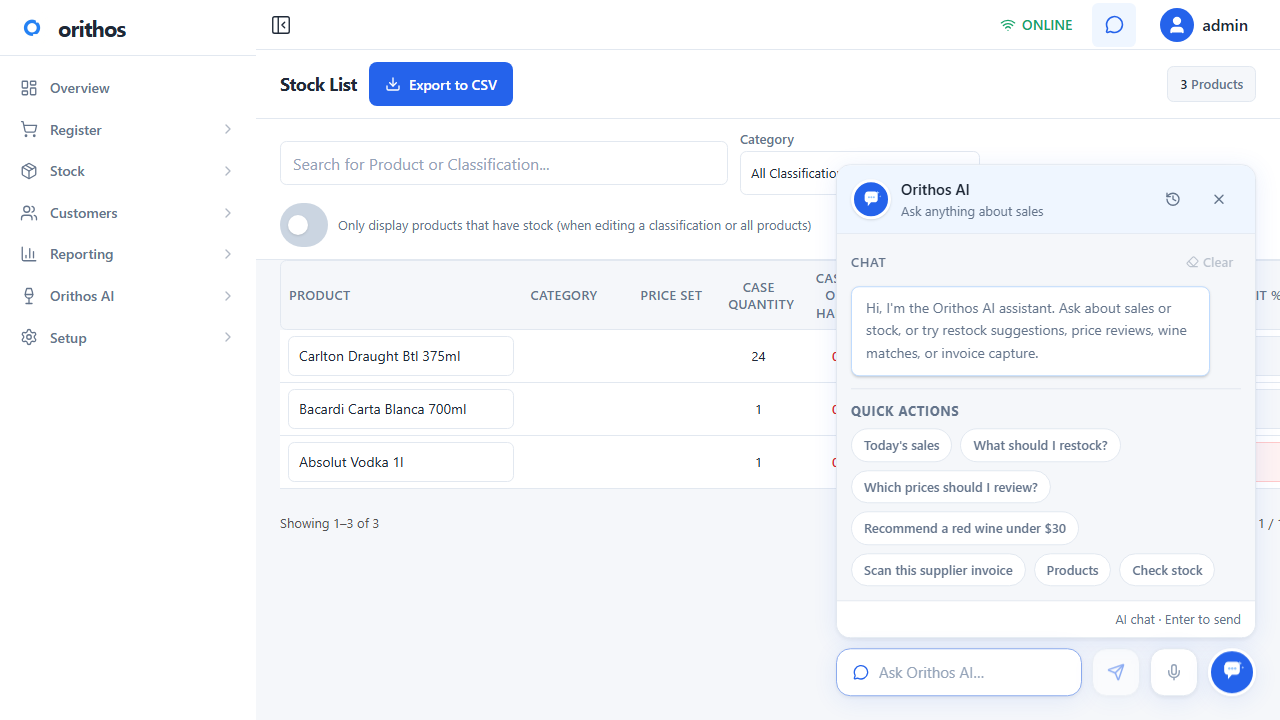 orithos
ONLINE
admin
Overview
Register
Stock
Customers
Reporting
Orithos AI
Setup
Stock List
Export to CSV
3 Products
Search for Product or Classification...
Category
All
Only display products that have stock (when editing a classification or all products)
PRODUCT
CATEGORY
PRICE SET
CASE
QUANTITY
Carlton Draught Btl 375ml
24
Bacardi Carta Blanca 700ml
1
Absolut Vodka 1l
1
Showing 1–3 of 3
1 /
Orithos AI
Ask anything about sales
CHAT
Clear
Hi, I'm the Orithos AI assistant. Ask about sales or
stock, or try restock suggestions, price reviews, wine
matches, or invoice capture.
QUICK ACTIONS
Today's sales
What should I restock?
Which prices should I review?
Recommend a red wine under $30
Scan this supplier invoice
Products
Check stock
AI chat · Enter to send
Ask Orithos AI...